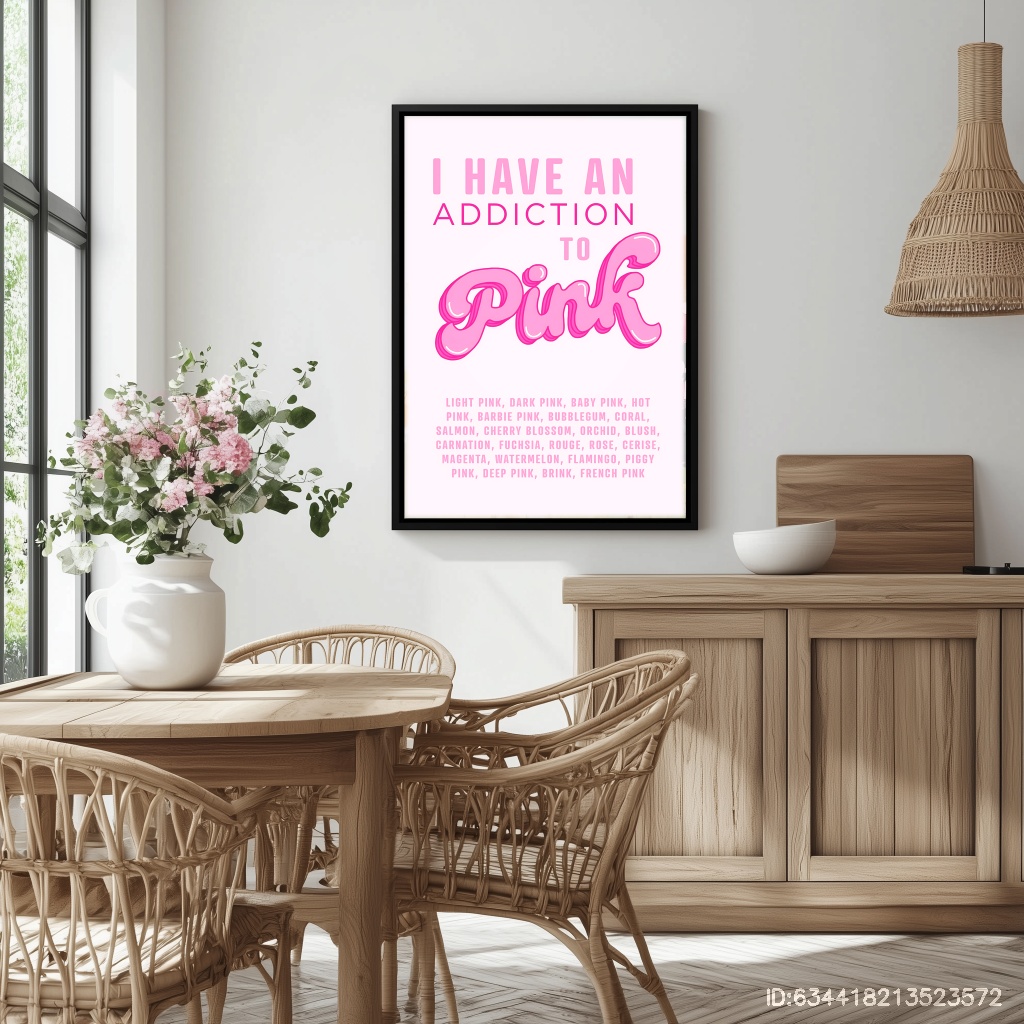 I HAVE AN
ADDICTION
TO
Pink
LIGHT PINK, DARK PINK, BABY PINK, HOT
PINK, BARBIE PINK, BUBBLEGUM, CORAL,
SALMON, CHERRY BLOSSOM, ORCHID, BLUSH,
CARNATION, FUCHSIA, ROUGE, ROSE, CERISE,
MAGENTA, WATERMELON, FLAMINGO, PIGGY
PINK, DEEP PINK, BRINK, FRENCH PINK
ID:634418213523572